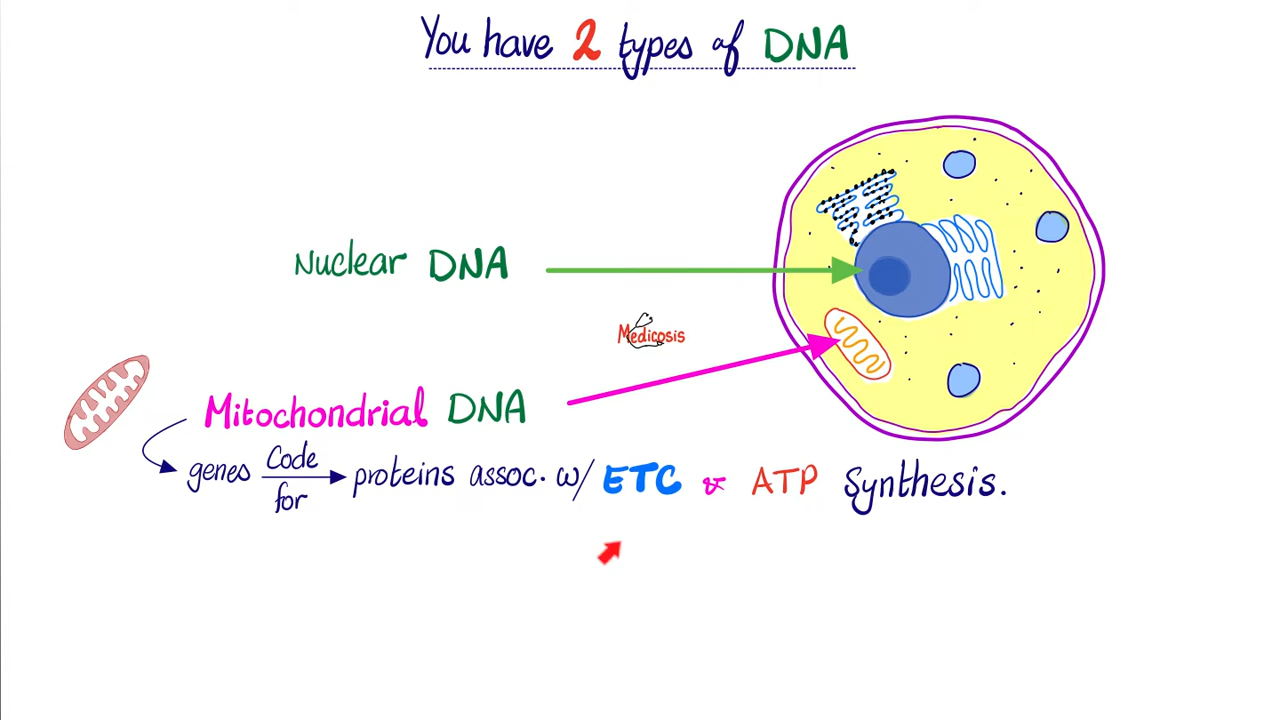 You have 2 types of DNA
Nuclear DNA
Medicosis
Mitochondrial DNA
genes Code for proteins assoc. w/ ETC & ATP Synthesis.